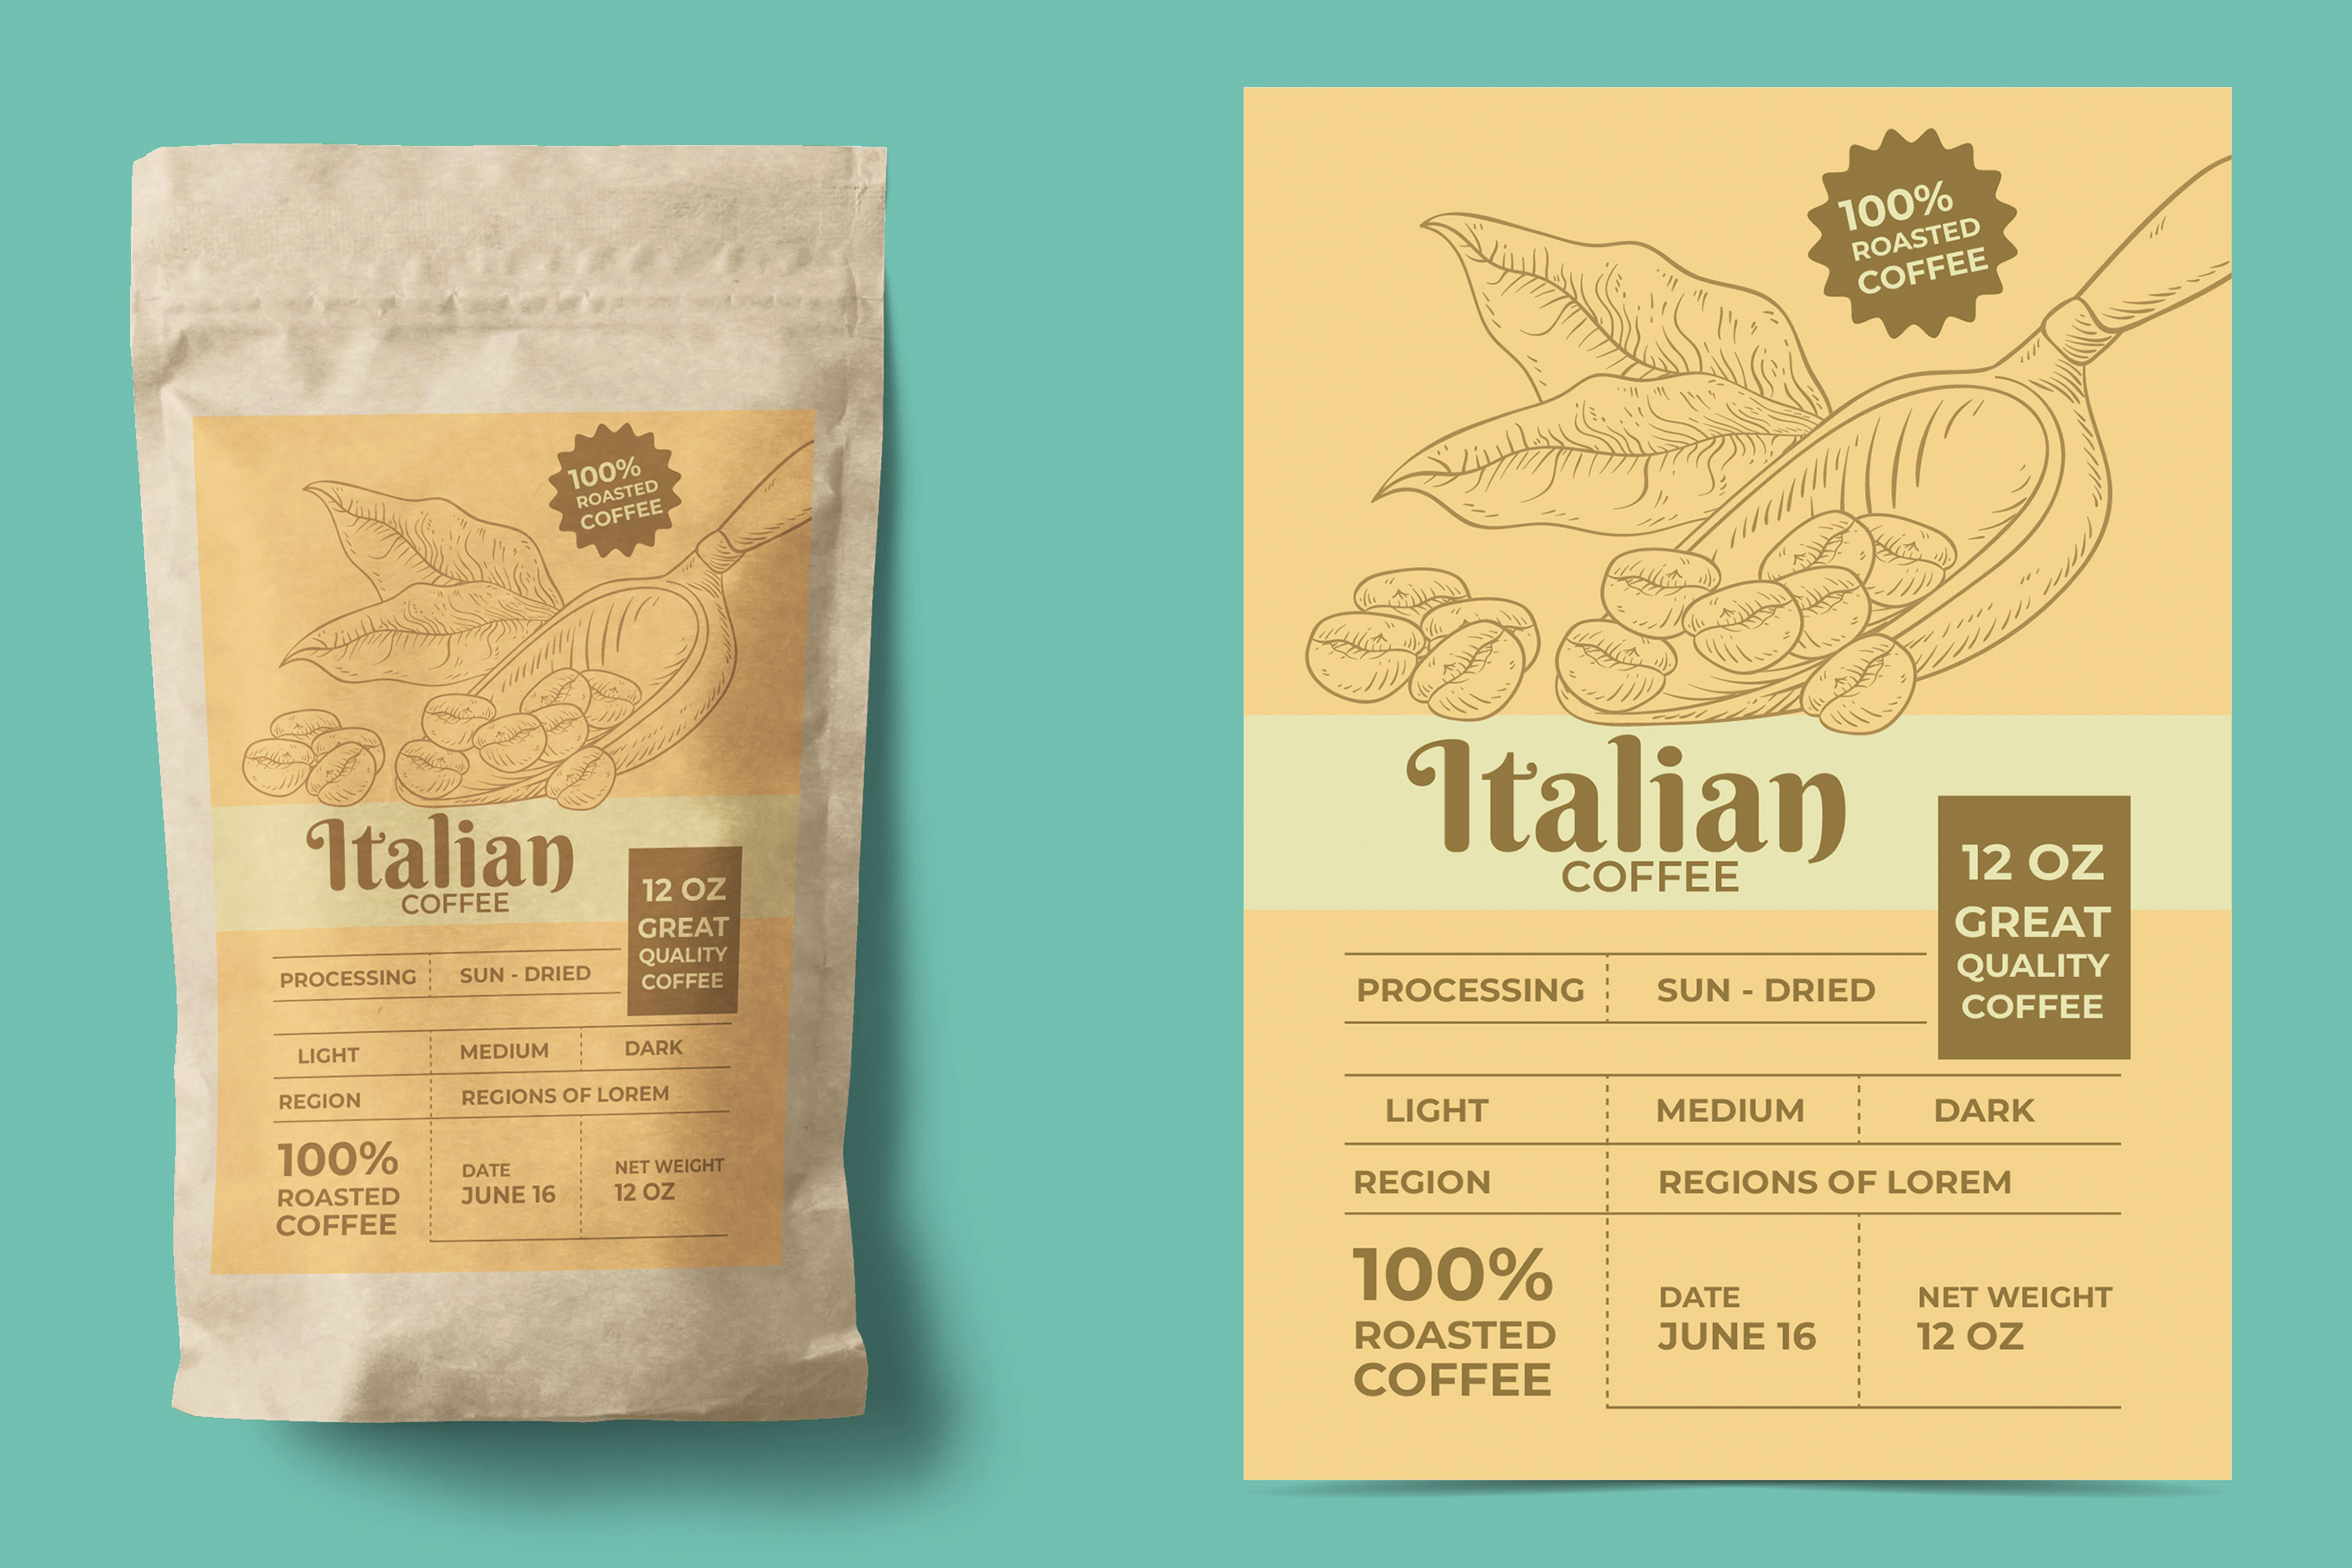 100%
ROASTED
COFFEE
Italian
COFFEE
12 OZ
GREAT
QUALITY
COFFEE
PROCESSING SUN - DRIED
LIGHT MEDIUM DARK
REGION REGIONS OF LOREM
100%
ROASTED
COFFEE
DATE
JUNE 16
NET WEIGHT
12 OZ
100%
ROASTED
COFFEE
Italian
COFFEE
12 OZ
GREAT
QUALITY
COFFEE
PROCESSING SUN - DRIED
LIGHT MEDIUM DARK
REGION REGIONS OF LOREM
100%
ROASTED
COFFEE
DATE
JUNE 16
NET WEIGHT
12 OZ